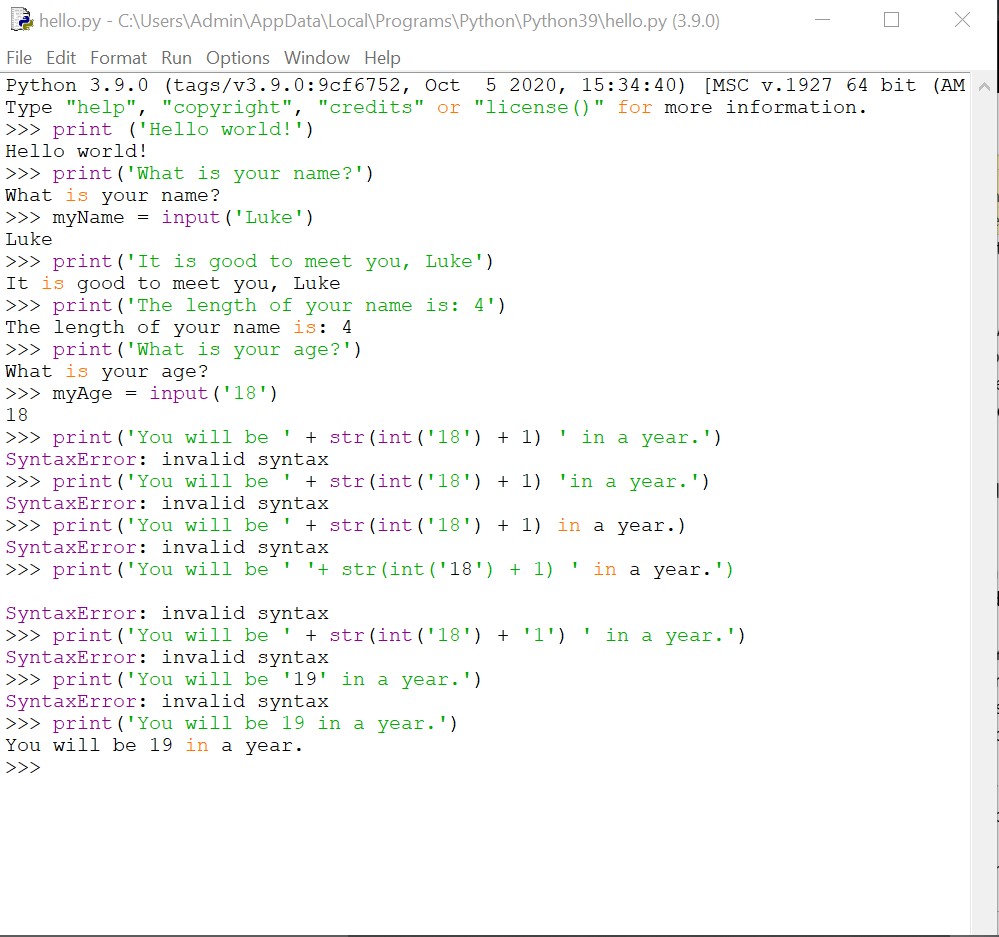 hello.py - C:\Users\Admin\AppData\Local\Programs\Python\Python39\hello.py (3.9.0)
File Edit Format Run Options Window Help
Python 3.9.0 (tags/v3.9.0:9cf6752, Oct  5 2020, 15:34:40) [MSC v.1927 64 bit (AM
Type "help", "copyright", "credits" or "license()" for more information.
>>> print ('Hello world!')
Hello world!
>>> print('What is your name?')
What is your name?
>>> myName = input('Luke')
Luke
>>> print('It is good to meet you, Luke')
It is good to meet you, Luke
>>> print('The length of your name is: 4')
The length of your name is: 4
>>> print('What is your age?')
What is your age?
>>> myAge = input('18')
18
>>> print('You will be ' + str(int('18') + 1) ' in a year.')
SyntaxError: invalid syntax
>>> print('You will be ' + str(int('18') + 1) 'in a year.')
SyntaxError: invalid syntax
>>> print('You will be ' + str(int('18') + 1) in a year.)
SyntaxError: invalid syntax
>>> print('You will be ' '+ str(int('18') + 1) ' in a year.')
SyntaxError: invalid syntax
>>> print('You will be ' + str(int('18') + '1') ' in a year.')
SyntaxError: invalid syntax
>>> print('You will be '19' in a year.')
SyntaxError: invalid syntax
>>> print('You will be 19 in a year.')
You will be 19 in a year.
>>>